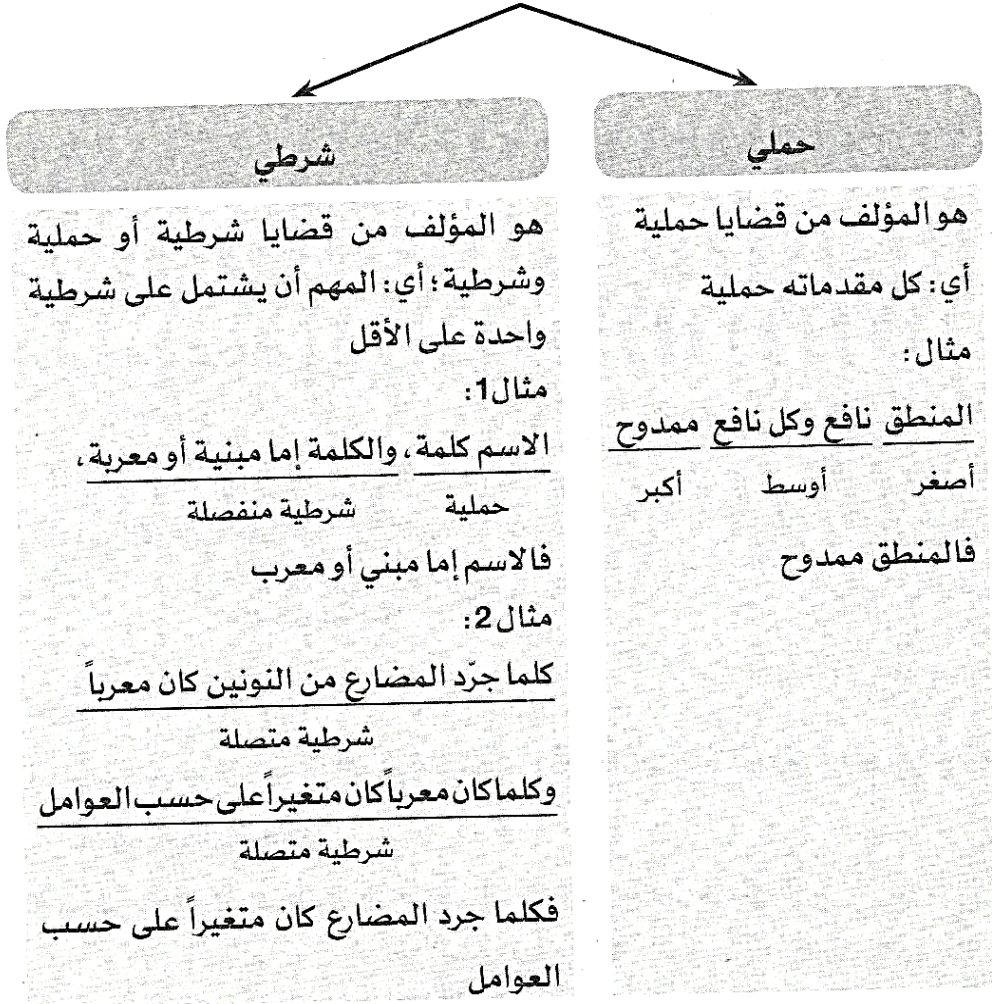 حملي
هو المؤلف من قضايا حملية
أي: كل مقدماته حملية
مثال:
المنطق نافع وكل نافع ممدوح
أصغر أوسط أكبر
فالمنطق ممدوح
شرطي
هو المؤلف من قضايا شرطية أو حملية
وشرطية؛ أي: المهم أن يشتمل على شرطية
واحدة على الأقل
مثال1:
الاسم كلمة، والكلمة إما مبنية أو معربة،
حملية شرطية منفصلة
فالاسم إما مبني أو معرب
مثال2:
كلما جرّد المضارع من النونين كان معرباً
شرطية متصلة
وكلما كان معرباً كان متغيراً على حسب العوامل
شرطية متصلة
فكلما جرد المضارع كان متغيراً على حسب
العوامل